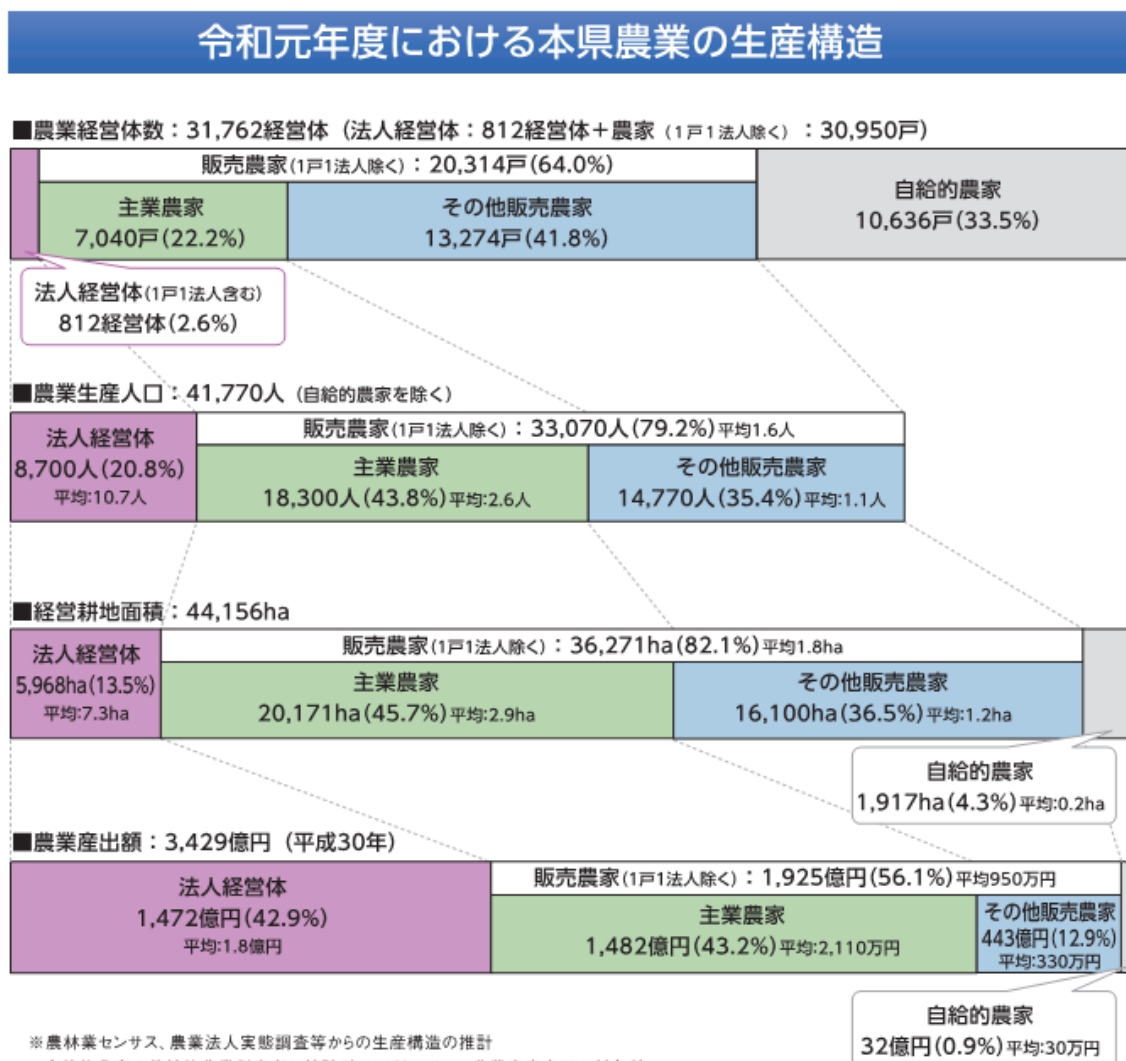 令和元年度における本県農業の生産構造
■農業経営体数：31,762経営体（法人経営体：812経営体＋農家（1戸1法人除く）：30,950戸）
販売農家(1戸1法人除く)：20,314戸(64.0%)
主業農家
7,040戸(22.2%)
その他販売農家
13,274戸(41.8%)
自給的農家
10,636戸(33.5%)
法人経営体(1戸1法人含む)
812経営体(2.6%)
■農業生産人口：41,770人（自給的農家を除く）
法人経営体
8,700人(20.8%)
平均:10.7人
販売農家(1戸1法人除く)：33,070人(79.2%)平均1.6人
主業農家
18,300人(43.8%)平均:2.6人
その他販売農家
14,770人(35.4%)平均:1.1人
■経営耕地面積：44,156ha
法人経営体
5,968ha(13.5%)
平均:7.3ha
販売農家(1戸1法人除く)：36,271ha(82.1%)平均1.8ha
主業農家
20,171ha(45.7%)平均:2.9ha
その他販売農家
16,100ha(36.5%)平均:1.2ha
自給的農家
1,917ha(4.3%)平均:0.2ha
■農業産出額：3,429億円（平成30年）
法人経営体
1,472億円(42.9%)
平均:1.8億円
販売農家(1戸1法人除く)：1,925億円(56.1%)平均950万円
主業農家
1,482億円(43.2%)平均:2,110万円
その他販売農家
443億円(12.9%)
平均:330万円
自給的農家
32億円(0.9%)平均:30万円
※農林業センサス、農業法人実態調査等からの生産構造の推計